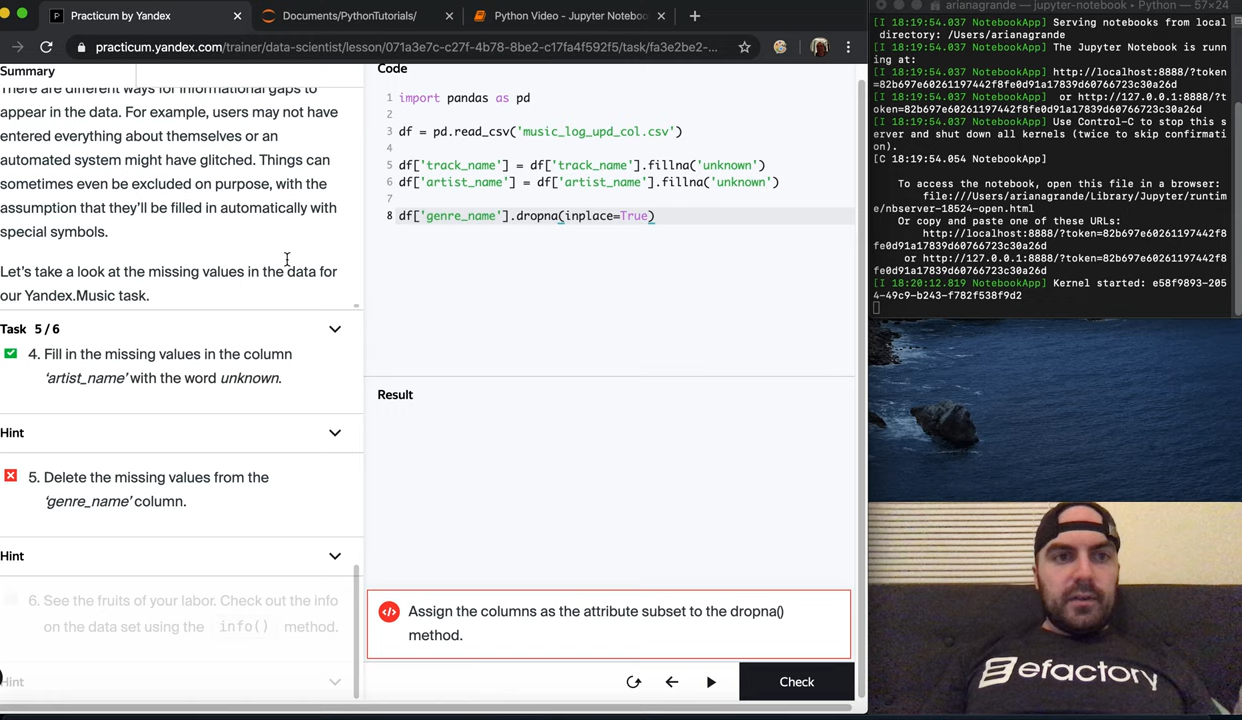 Practicum by Yandex
Documents/PythonTutorials/
Python Video - Jupyter Noteboo
practicum.yandex.com/trainer/data-scientist/lesson/071a3e7c-c27f-4b78-8be2-c17fa4f592f5/task/fa3e2be2-...
Summary
There are different ways for informational gaps to
appear in the data. For example, users may not have
entered everything about themselves or an
automated system might have glitched. Things can
sometimes even be excluded on purpose, with the
assumption that they'll be filled in automatically with
special symbols.
Let's take a look at the missing values in the data for
our Yandex.Music task.
Task 5 / 6
4. Fill in the missing values in the column
'artist_name' with the word unknown.
Hint
5. Delete the missing values from the
'genre_name' column.
Hint
6. See the fruits of your labor. Check out the info
on the data set using the info() method.
Hint
Code
1 import pandas as pd
2
3 df = pd.read_csv('music_log_upd_col.csv')
4
5 df['track_name'] = df['track_name'].fillna('unknown')
6 df['artist_name'] = df['artist_name'].fillna('unknown')
7
8 df['genre_name'].dropna(inplace=True)
Result
Assign the columns as the attribute subset to the dropna()
method.
Check
arianagrande — jupyter-notebook • Python — 57×24
[I 18:19:54.037 NotebookApp] Serving notebooks from local
directory: /Users/arianagrande
[I 18:19:54.037 NotebookApp] The Jupyter Notebook is runn
ing at:
[I 18:19:54.037 NotebookApp] http://localhost:8888/?token
=82b697e60261197442f8fe0d91a17839d60766723c30a26d
[I 18:19:54.037 NotebookApp]  or http://127.0.0.1:8888/?t
oken=82b697e60261197442f8fe0d91a17839d60766723c30a26d
[I 18:19:54.037 NotebookApp] Use Control-C to stop this s
erver and shut down all kernels (twice to skip confirmati
on).
[C 18:19:54.054 NotebookApp]
To access the notebook, open this file in a browser:
file:///Users/arianagrande/Library/Jupyter/runtim
e/nbserver-18524-open.html
Or copy and paste one of these URLs:
http://localhost:8888/?token=82b697e60261197442f8
fe0d91a17839d60766723c30a26d
or http://127.0.0.1:8888/?token=82b697e60261197442f8
fe0d91a17839d60766723c30a26d
[I 18:20:12.819 NotebookApp] Kernel started: e58f9893-205
4-49c9-b243-f782f538f9d2
efactory